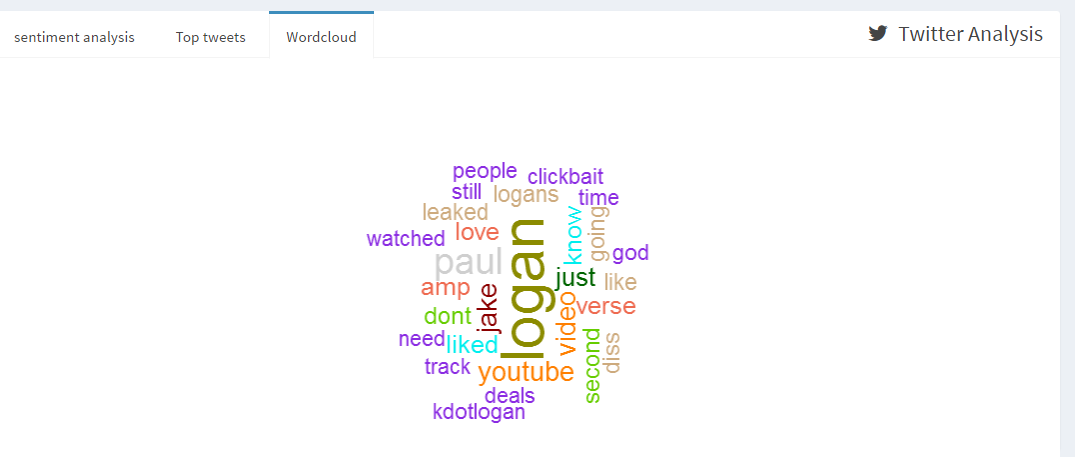 sentiment analysis
Top tweets
Wordcloud
Twitter Analysis
people
clickbait
still
logans
time
leaked
know
going
watched
love
logan
god
paul
just
like
amp
jake
video
verse
dont
need
liked
second
diss
track
youtube
deals
kdotlogan